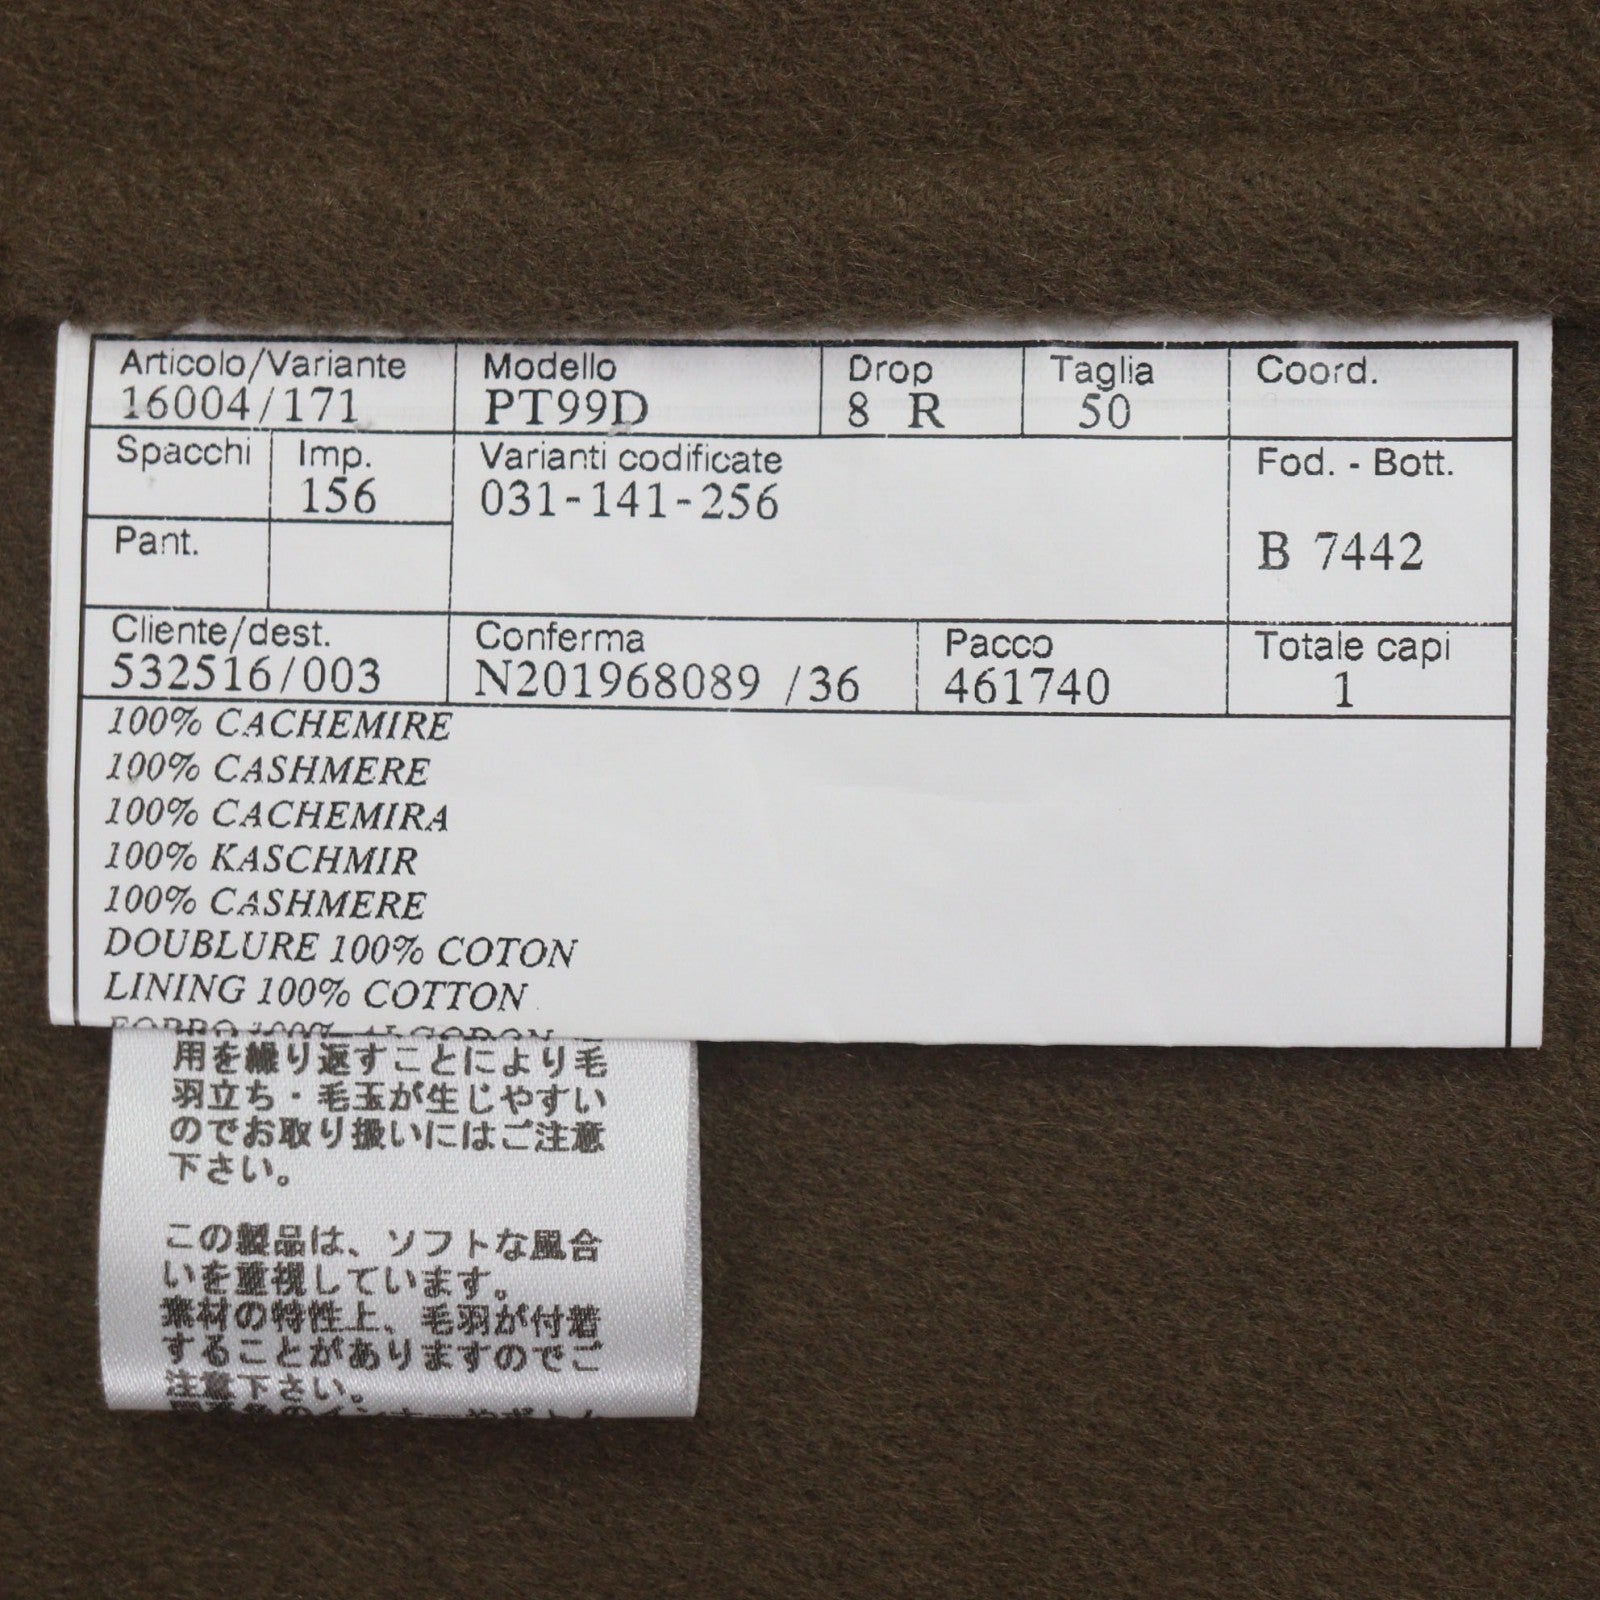 Articolo/Variante Modello Drop Taglia Coord.
16004/171 PT99D 8 R 50
Spacchi Imp. Varianti codificate Fod. - Bott.
156 031-141-256
Pant. B 7442
Cliente/dest. Conferma Pacco Totale capi
532516/003 N201968089 /36 461740 1
100% CACHEMIRE
100% CASHMERE
100% CACHEMIRA
100% KASCHMIR
100% CASHMERE
DOUBLURE 100% COTON
LINING 100% COTTON
FORRO 100% ALGODON
用を繰り返すことにより毛
羽立ち・毛玉が生じやすい
のでお取り扱いにはご注意
下さい。
この製品は、ソフトな風合
いを重視しています。
素材の特性上、毛羽が付着
することがありますのでご
注意下さい。